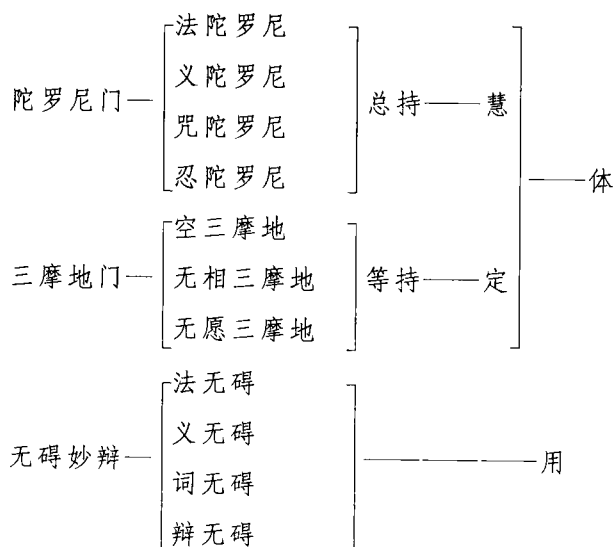 法陀罗尼
义陀罗尼
陀罗尼门 总持 慧
咒陀罗尼
忍陀罗尼
体
空三摩地
三摩地门 无相三摩地 等持 定
无愿三摩地
法无碍
义无碍
无碍妙辩 用
词无碍
辩无碍